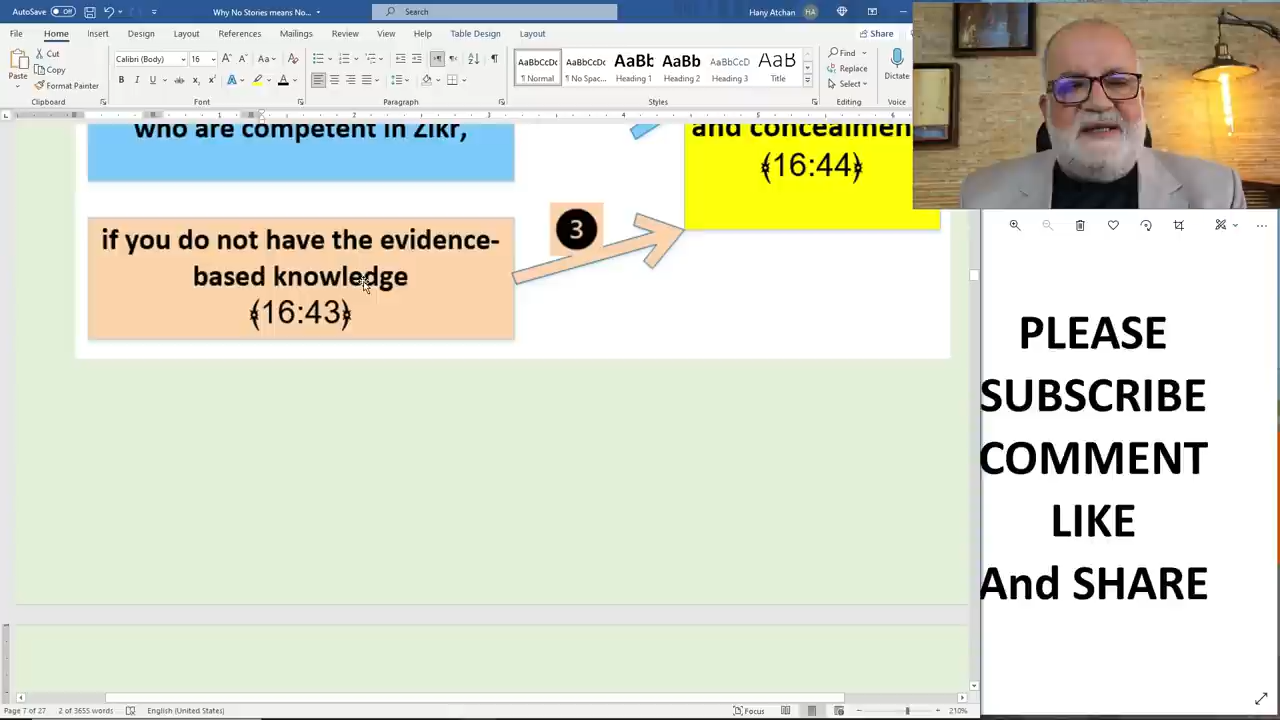 AutoSave Off
Why No Stories means No...
Search
Hany Atchan
HA
File
Home
Insert
Design
Layout
References
Mailings
Review
View
Help
Table Design
Layout
Share
Paste
Cut
Copy
Format Painter
Clipboard
Calibri (Body)
16
Font
Paragraph
AaBbCcDc
¶ Normal
AaBbCcDc
¶ No Spac...
AaBb
Heading 1
AaBb
Heading 2
AaBbCcD
Heading 3
AaB
Title
Styles
Find
Replace
Select
Editing
Dictate
Voice
who are competent in Zikr,
and concealmen
﴾16:44﴿
3
if you do not have the evidence-
based knowledge
﴾16:43﴿
PLEASE
SUBSCRIBE
COMMENT
LIKE
And SHARE
Page 7 of 27
2 of 3655 words
English (United States)
Focus
210%